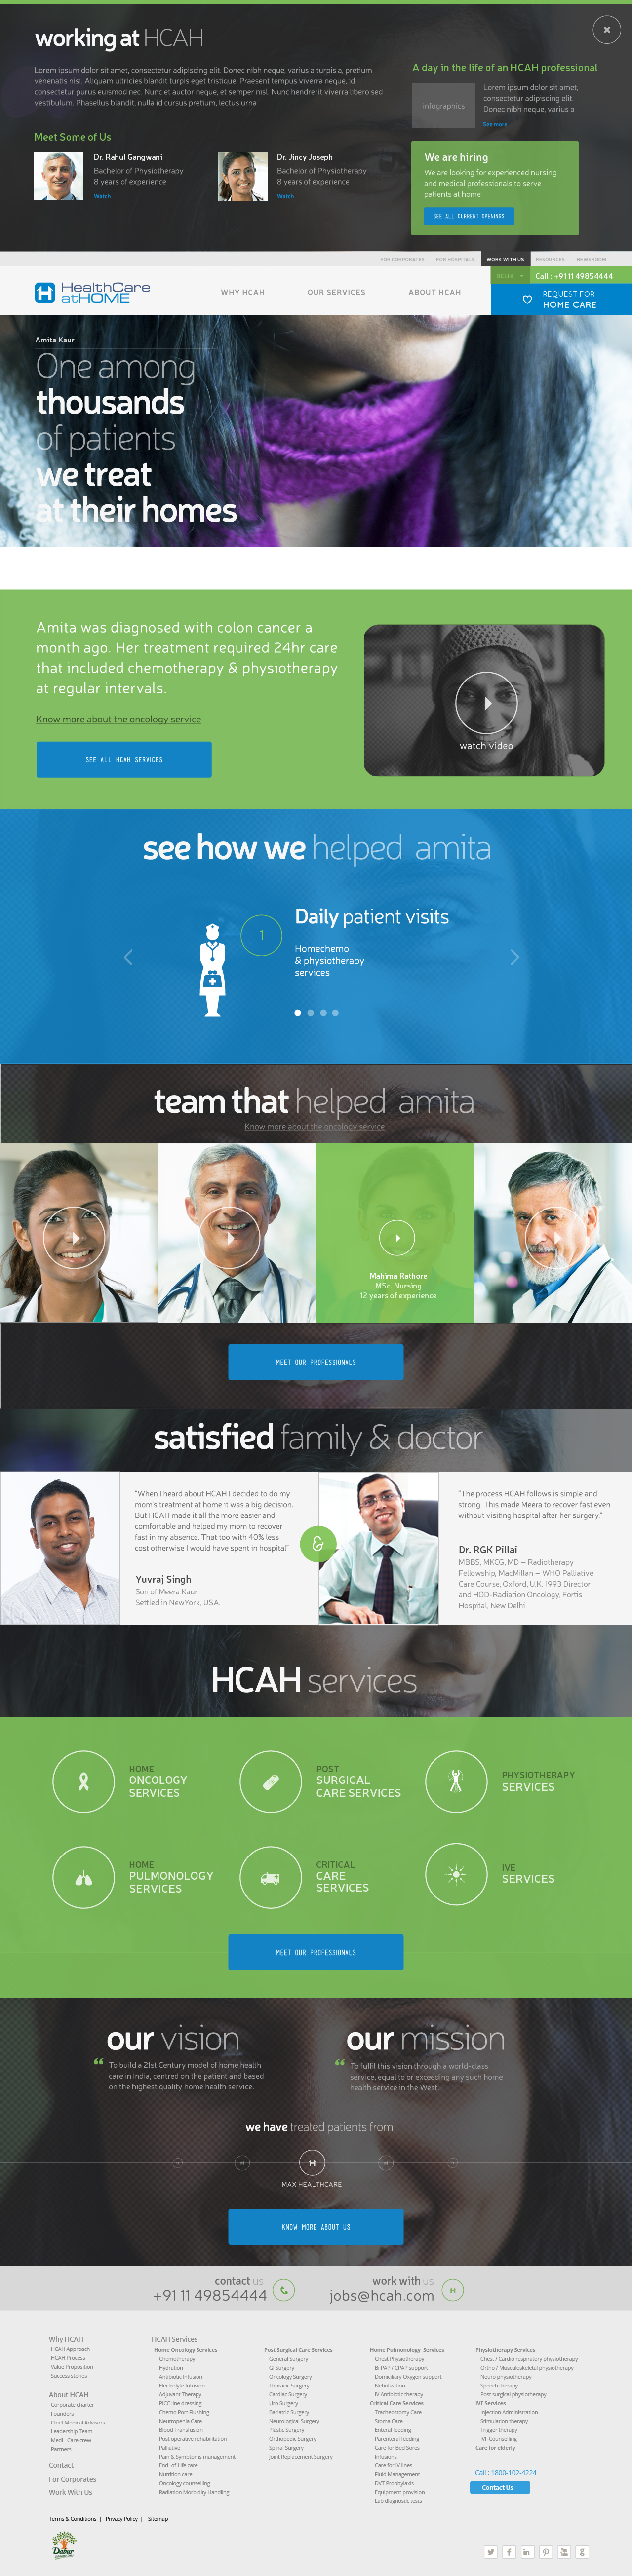 working at HCAH
Lorem ipsum dolor sit amet, consectetur adipiscing elit. Donec nibh neque, varius a turpis a, pretium
venenatis nisi. Aliquam ultricies blandit dolor eget tristique. Praesent tempus viverra neque, id
consectetur purus euismod nec. Nunc et auctor neque, et semper nisl. Nunc hendrerit viverra libero sed
vestibulum. Phasellus blandit, nulla id cursus pretium, lectus urna
Meet Some of Us
Dr. Rahul Gangwani
Bachelor of Physiotherapy
8 years of experience
Watch
Dr. Jincy Joseph
Bachelor of Physiotherapy
8 years of experience
Watch
A day in the life of an HCAH professional
infographics
Lorem ipsum dolor sit amet,
consectetur adipiscing elit.
Donec nibh neque, varius a
See more
We are hiring
We are looking for experienced nursing
and medical professionals to serve
patients at home
SEE ALL CURRENT OPENINGS
FOR CORPORATES FOR HOSPITALS WORK WITH US RESOURCES NEWSROOM
DELHI Call : +91 11 49854444
HealthCare
atHOME
WHY HCAH OUR SERVICES ABOUT HCAH
REQUEST FOR
HOME CARE
Amita Kaur
One among
thousands
of patients
we treat
at their homes
Amita was diagnosed with colon cancer a
month ago. Her treatment required 24hr care
that included chemotherapy & physiotherapy
at regular intervals.
Know more about the oncology service
SEE ALL HCAH SERVICES
watch video
see how we helped amita
1
Daily patient visits
Homechemo
& physiotherapy
services
team that helped amita
Know more about the oncology service
Mahima Rathore
MSc. Nursing
12 years of experience
MEET OUR PROFESSIONALS
satisfied family & doctor
"When I heard about HCAH I decided to do my
mom's treatment at home it was a big decision.
But HCAH made it all the more easier and
comfortable and helped my mom to recover
fast in my absence. That too with 40% less
cost otherwise I would have spent in hospital"
Yuvraj Singh
Son of Meera Kaur
Settled in NewYork, USA.
&
"The process HCAH follows is simple and
strong. This made Meera to recover fast even
without visiting hospital after her surgery."
Dr. RGK Pillai
MBBS, MKCG, MD – Radiotherapy
Fellowship, MacMillan – WHO Palliative
Care Course, Oxford, U.K. 1993 Director
and HOD-Radiation Oncology, Fortis
Hospital, New Delhi
HCAH services
HOME
ONCOLOGY
SERVICES
POST
SURGICAL
CARE SERVICES
PHYSIOTHERAPY
SERVICES
HOME
PULMONOLOGY
SERVICES
CRITICAL
CARE
SERVICES
IVE
SERVICES
MEET OUR PROFESSIONALS
our vision
“ To build a 21st Century model of home health
care in India, centred on the patient and based
on the highest quality home health service.
our mission
“ To fulfil this vision through a world-class
service, equal to or exceeding any such home
health service in the West.
we have treated patients from
MAX HEALTHCARE
KNOW MORE ABOUT US
contact us
+91 11 49854444
work with us
jobs@hcah.com
Why HCAH
HCAH Approach
HCAH Process
Value Proposition
Success stories
About HCAH
Corporate charter
Founders
Chief Medical Advisors
Leadership Team
Medi - Care crew
Partners
Contact
For Corporates
Work With Us
HCAH Services
Home Oncology Services
Chemotherapy
Hydration
Antibiotic Infusion
Electrolyte Infusion
Adjuvant Therapy
PICC line dressing
Chemo Port Flushing
Neutropenia Care
Blood Transfusion
Post operative rehabilitation
Palliative
Pain & Symptoms management
End -of-Life care
Nutrition care
Oncology counselling
Radiation Morbidity Handling
Post Surgical Care Services
General Surgery
GI Surgery
Oncology Surgery
Thoracic Surgery
Cardiac Surgery
Uro Surgery
Bariatric Surgery
Neurological Surgery
Plastic Surgery
Orthopedic Surgery
Spinal Surgery
Joint Replacement Surgery
Home Pulmonology Services
Chest Physiotherapy
BI PAP / CPAP support
Domiciliary Oxygen support
Nebulization
IV Antibiotic therapy
Critical Care Services
Tracheostomy Care
Stoma Care
Enteral feeding
Parenteral feeding
Care for Bed Sores
Infusions
Care for IV lines
Fluid Management
DVT Prophylaxis
Equipment provision
Lab diagnostic tests
Physiotherapy Services
Chest / Cardio respiratory physiotherapy
Ortho / Musculoskeletal physiotherapy
Neuro physiotherapy
Speech therapy
Post surgical physiotherapy
IVF Services
Injection Administration
Stimulation therapy
Trigger therapy
IVF Counselling
Care for elderly
Call : 1800-102-4224
Contact Us
Terms & Conditions | Privacy Policy | Sitemap
Dabur